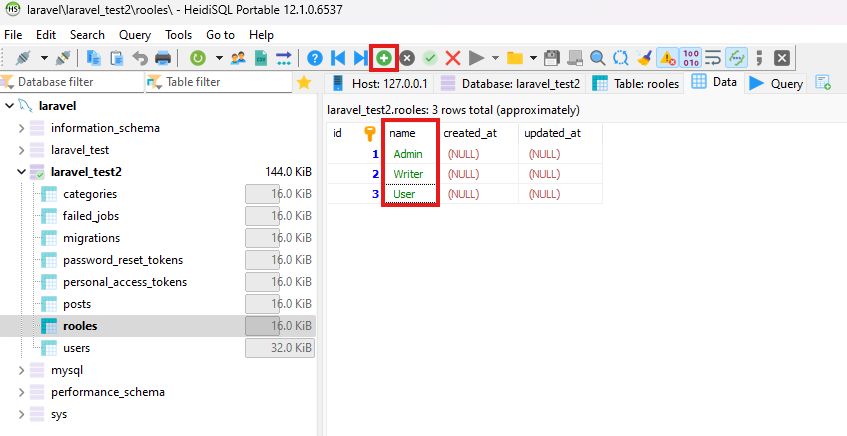 laravel\laravel_test2\rooles\ - HeidiSQL Portable 12.1.0.6537
File Edit Search Query Tools Go to Help
Database filter Table filter
laravel
information_schema
laravel_test
laravel_test2 144.0 KiB
categories 16.0 KiB
failed_jobs 16.0 KiB
migrations 16.0 KiB
password_reset_tokens 16.0 KiB
personal_access_tokens 16.0 KiB
posts 16.0 KiB
rooles 16.0 KiB
users 32.0 KiB
mysql
performance_schema
sys
Host: 127.0.0.1 Database: laravel_test2 Table: rooles Data Query
laravel_test2.rooles: 3 rows total (approximately)
id name created_at updated_at
1 Admin (NULL) (NULL)
2 Writer (NULL) (NULL)
3 User (NULL) (NULL)